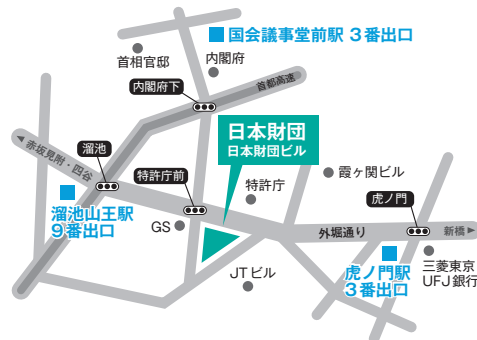 国会議事堂前駅 3番出口
首相官邸
内閣府
首都高速
内閣府下
日本財団
日本財団ビル
◀ 赤坂見附・四谷
溜池
特許庁前
特許庁
霞ヶ関ビル
虎ノ門
溜池山王駅
9番出口
GS
外堀通り
新橋▶
JTビル
虎ノ門駅
3番出口
三菱東京
UFJ銀行